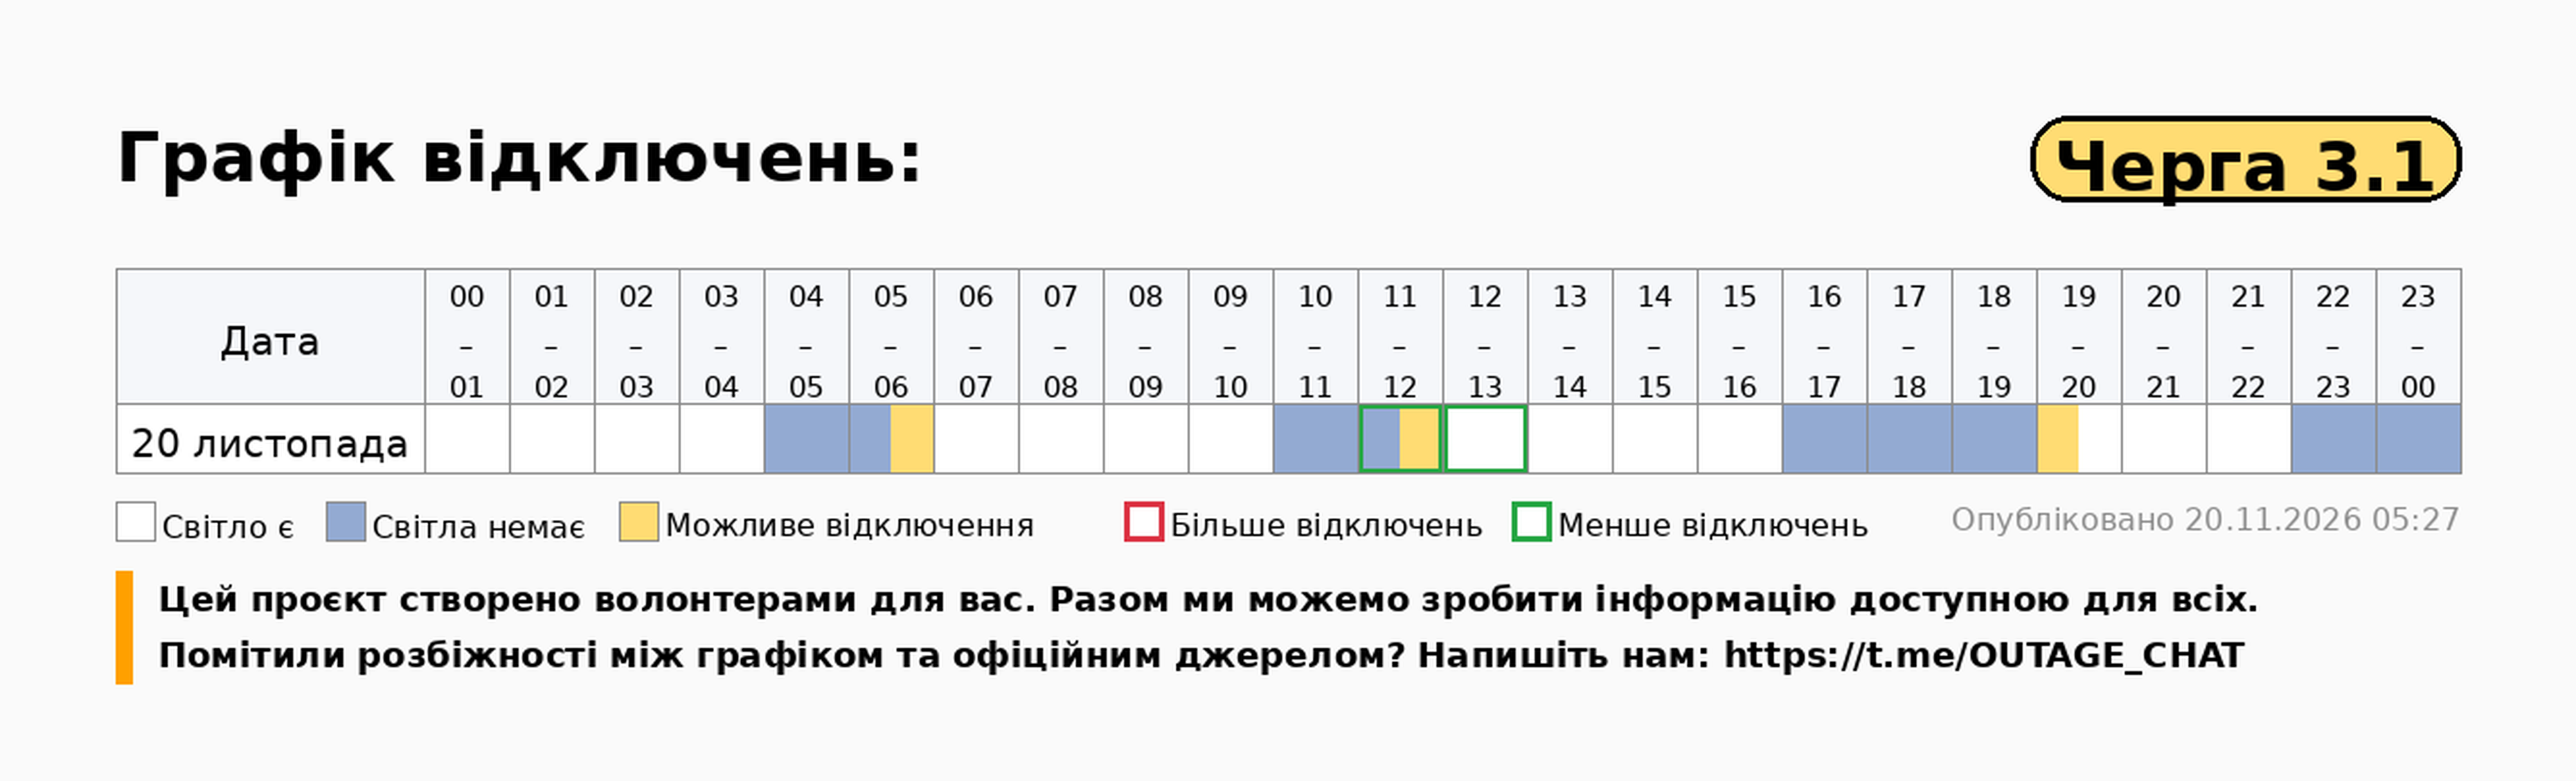 Графік відключень:
Черга 3.1
Дата
00 – 01
01 – 02
02 – 03
03 – 04
04 – 05
05 – 06
06 – 07
07 – 08
08 – 09
09 – 10
10 – 11
11 – 12
12 – 13
13 – 14
14 – 15
15 – 16
16 – 17
17 – 18
18 – 19
19 – 20
20 – 21
21 – 22
22 – 23
23 – 00
20 листопада
Світло є
Світла немає
Можливе відключення
Більше відключень
Менше відключень
Опубліковано 20.11.2026 05:27
Цей проєкт створено волонтерами для вас. Разом ми можемо зробити інформацію доступною для всіх.
Помітили розбіжності між графіком та офіційним джерелом? Напишіть нам: https://t.me/OUTAGE_CHAT